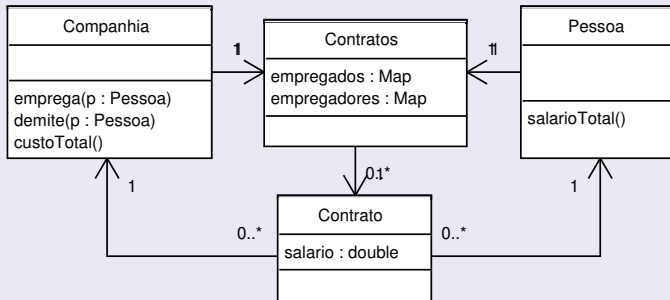 Companhia
emprega(p : Pessoa)
demite(p : Pessoa)
custoTotal()
1
Contratos
empregados : Map
empregadores : Map
1
Pessoa
salarioTotal()
0..*
1
1
1
0..*
0..*
Contrato
salario : double